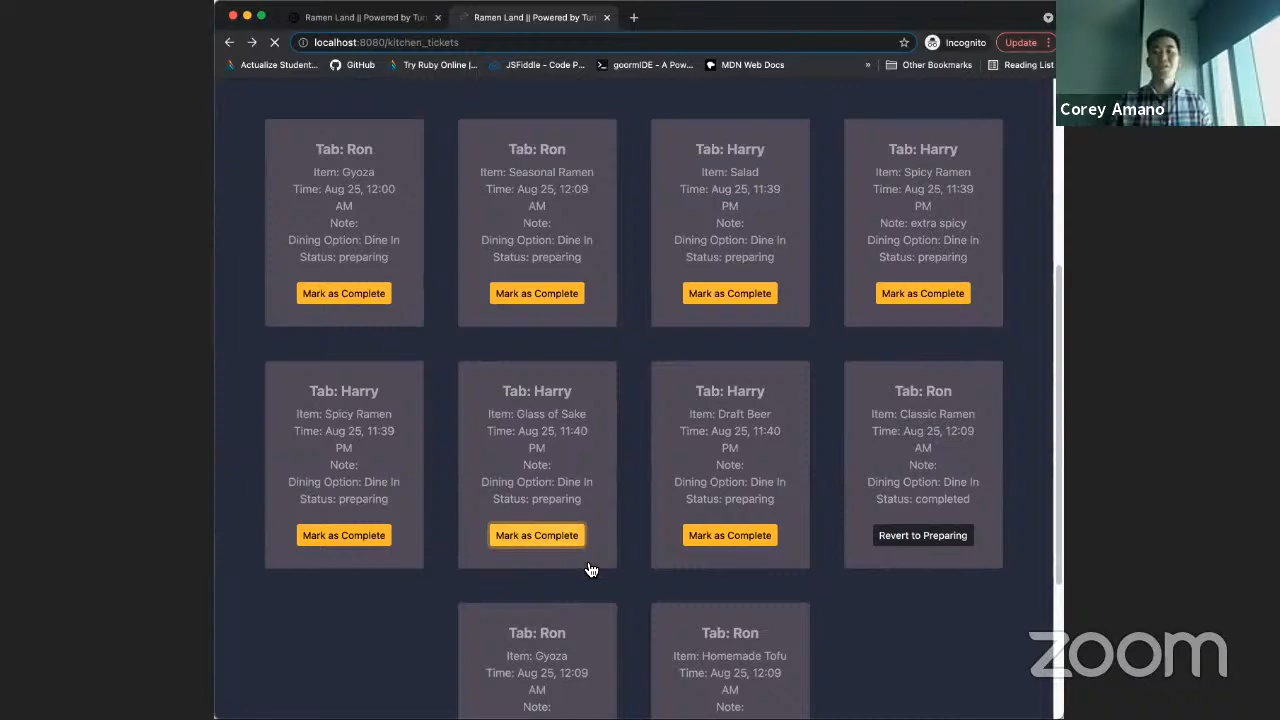 Ramen Land || Powered by Tur
Ramen Land || Powered by Tur
localhost:8080/kitchen_tickets
Incognito
Update
Actualize Student...
GitHub
Try Ruby Online |...
JSFiddle - Code P...
goormIDE - A Pow...
MDN Web Docs
»
Other Bookmarks
Reading List
Corey Amano
Tab: Ron
Item: Gyoza
Time: Aug 25, 12:00
AM
Note:
Dining Option: Dine In
Status: preparing
Mark as Complete
Tab: Ron
Item: Seasonal Ramen
Time: Aug 25, 12:09
AM
Note:
Dining Option: Dine In
Status: preparing
Mark as Complete
Tab: Harry
Item: Salad
Time: Aug 25, 11:39
PM
Note:
Dining Option: Dine In
Status: preparing
Mark as Complete
Tab: Harry
Item: Spicy Ramen
Time: Aug 25, 11:39
PM
Note: extra spicy
Dining Option: Dine In
Status: preparing
Mark as Complete
Tab: Harry
Item: Spicy Ramen
Time: Aug 25, 11:39
PM
Note:
Dining Option: Dine In
Status: preparing
Mark as Complete
Tab: Harry
Item: Glass of Sake
Time: Aug 25, 11:40
PM
Note:
Dining Option: Dine In
Status: preparing
Mark as Complete
Tab: Harry
Item: Draft Beer
Time: Aug 25, 11:40
PM
Note:
Dining Option: Dine In
Status: preparing
Mark as Complete
Tab: Ron
Item: Classic Ramen
Time: Aug 25, 12:09
AM
Note:
Dining Option: Dine In
Status: completed
Revert to Preparing
Tab: Ron
Item: Gyoza
Time: Aug 25, 12:09
AM
Note:
Tab: Ron
Item: Homemade Tofu
Time: Aug 25, 12:09
AM
Note:
zoom